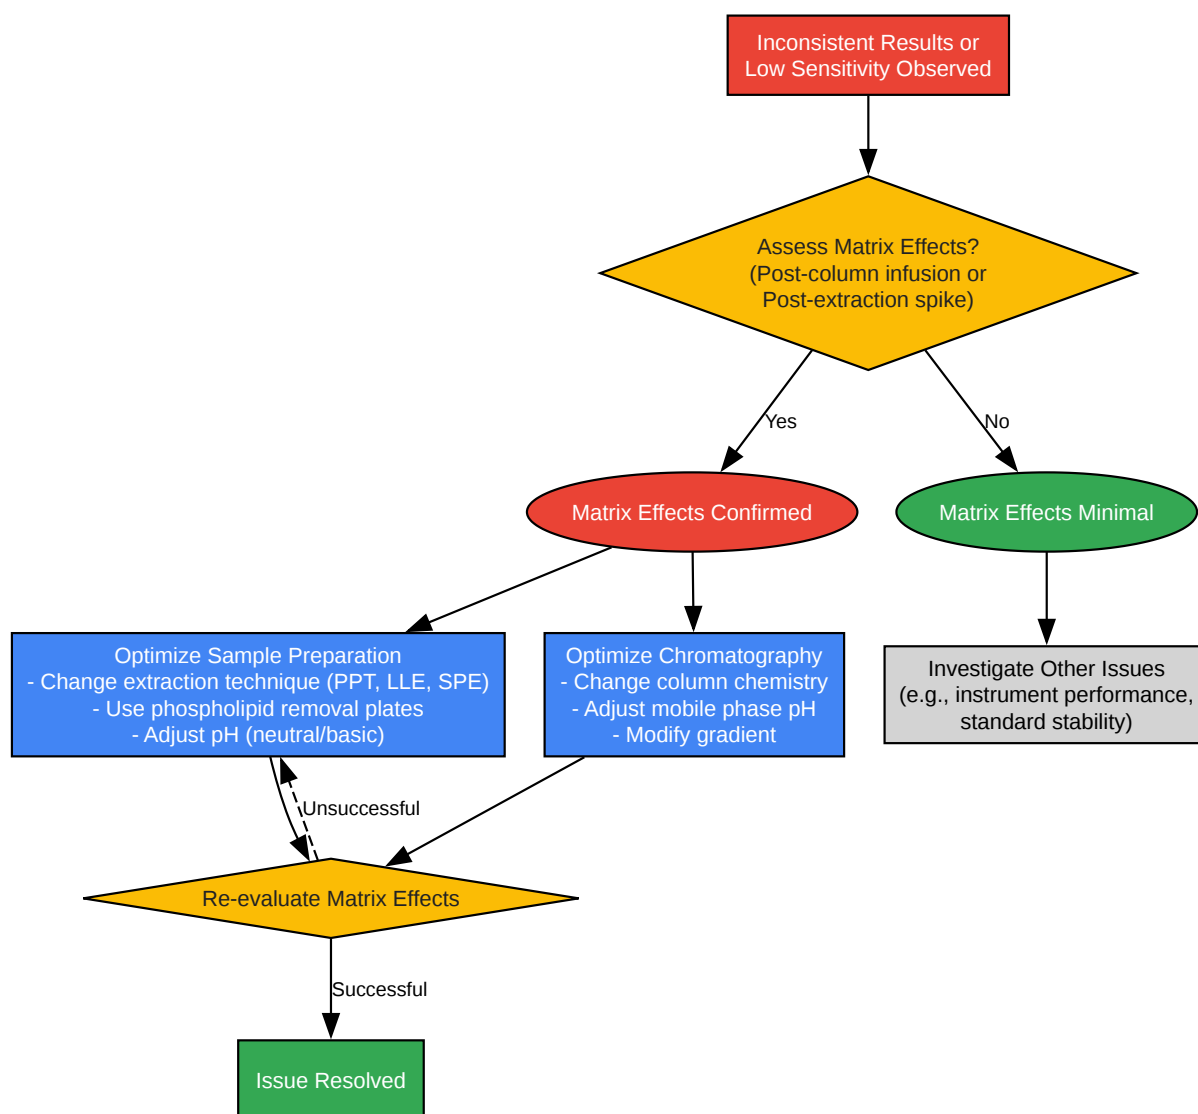 Inconsistent Results or
Low Sensitivity Observed
Assess Matrix Effects?
(Post-column infusion or
Post-extraction spike)
Yes
No
Matrix Effects Confirmed
Matrix Effects Minimal
Optimize Sample Preparation
- Change extraction technique (PPT, LLE, SPE)
- Use phospholipid removal plates
- Adjust pH (neutral/basic)
Optimize Chromatography
- Change column chemistry
- Adjust mobile phase pH
- Modify gradient
Investigate Other Issues
(e.g., instrument performance,
standard stability)
Unsuccessful
Re-evaluate Matrix Effects
Successful
Issue Resolved